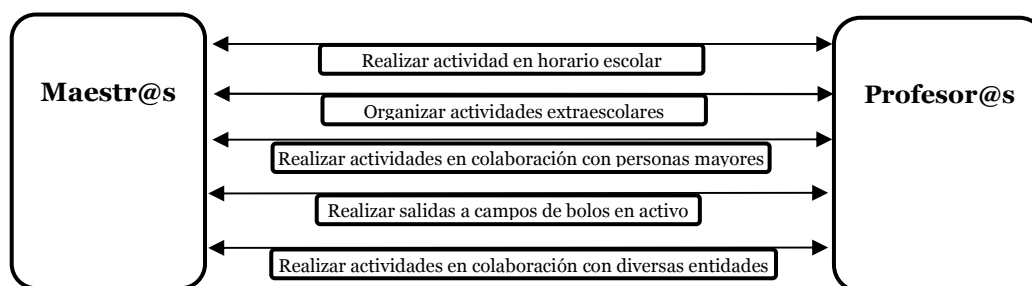 Maestr@s
Realizar actividad en horario escolar
Organizar actividades extraescolares
Realizar actividades en colaboración con personas mayores
Realizar salidas a campos de bolos en activo
Realizar actividades en colaboración con diversas entidades
Profesor@s